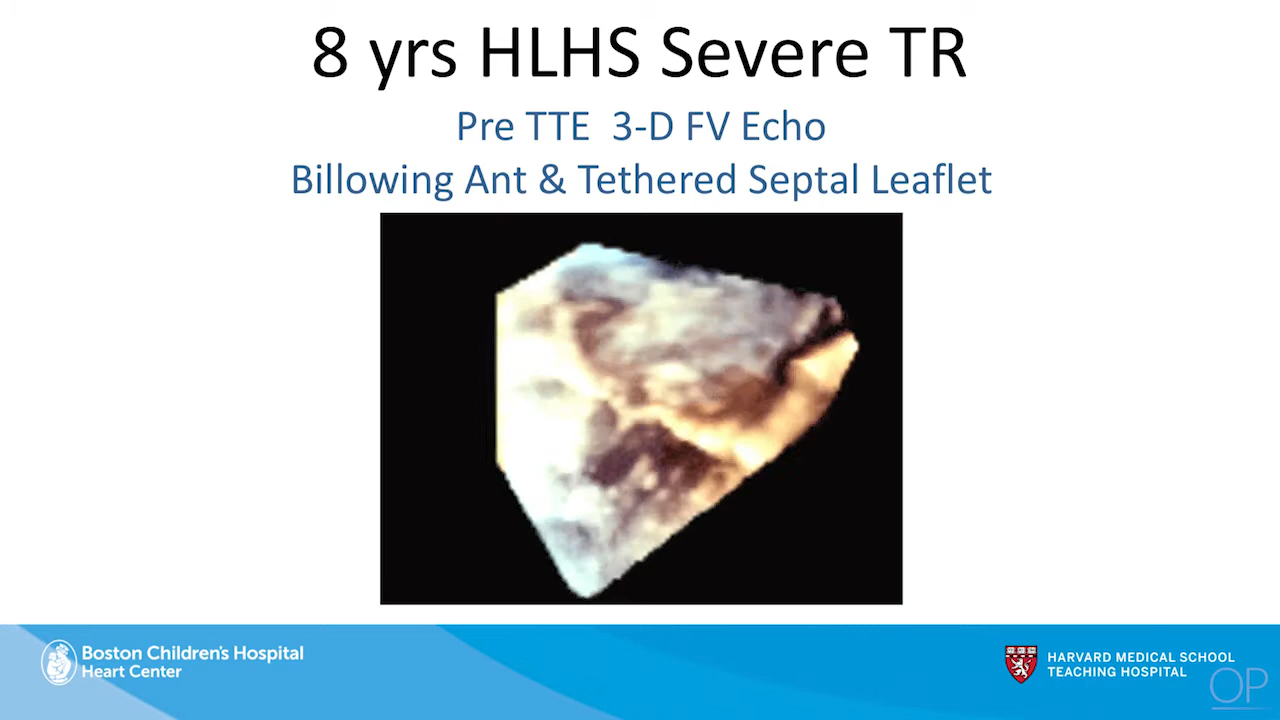 8 yrs HLHS Severe TR
Pre TTE 3-D FV Echo
Billowing Ant & Tethered Septal Leaflet
Boston Children's Hospital
Heart Center
HARVARD MEDICAL SCHOOL
TEACHING HOSPITAL
OP